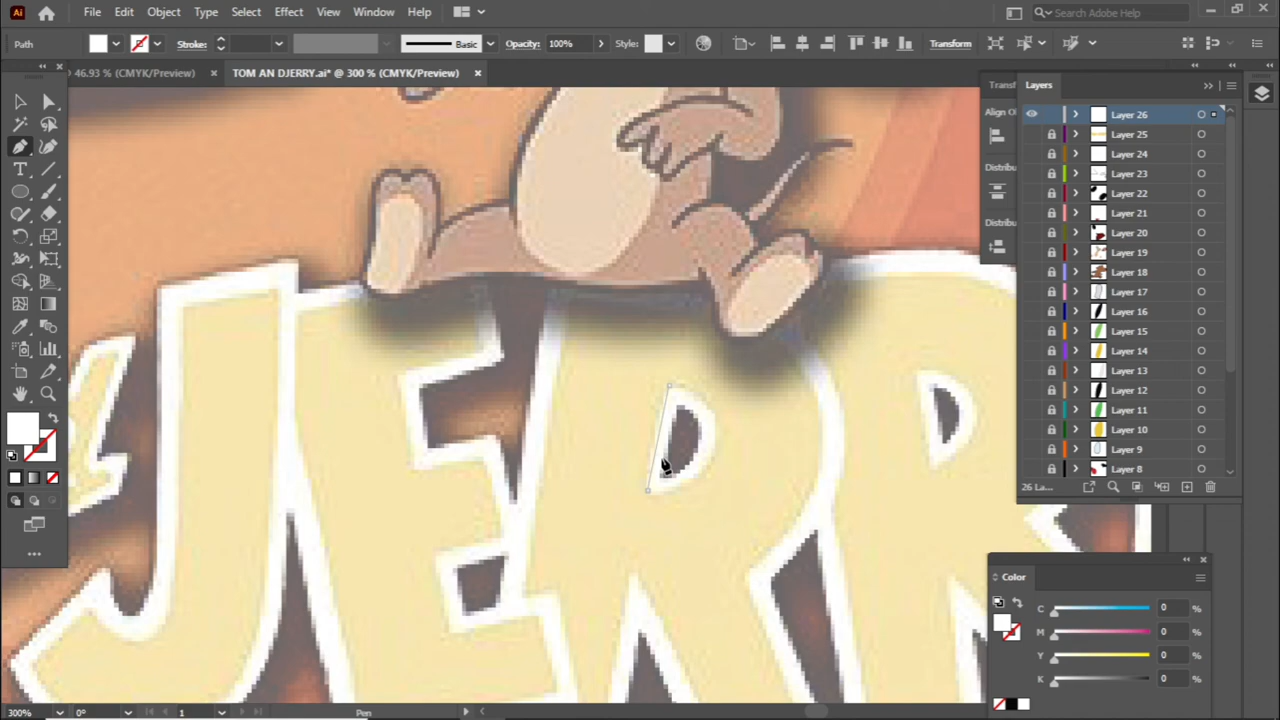 Ai File Edit Object Type Select Effect View Window Help Search Adobe Help
Path Stroke: Basic Opacity: 100% Style: Transform
46.93 % (CMYK/Preview) × TOM AN DJERRY.ai* @ 300 % (CMYK/Preview) ×
Transf
Align O
Distribu
Distribu
Layers
Layer 26
Layer 25
Layer 24
Layer 23
Layer 22
Layer 21
Layer 20
Layer 19
Layer 18
Layer 17
Layer 16
Layer 15
Layer 14
Layer 13
Layer 12
Layer 11
Layer 10
Layer 9
Layer 8
26 La...
JERR
Color
C 0 %
M 0 %
Y 0 %
K 0 %
300% 0° 1 Pen